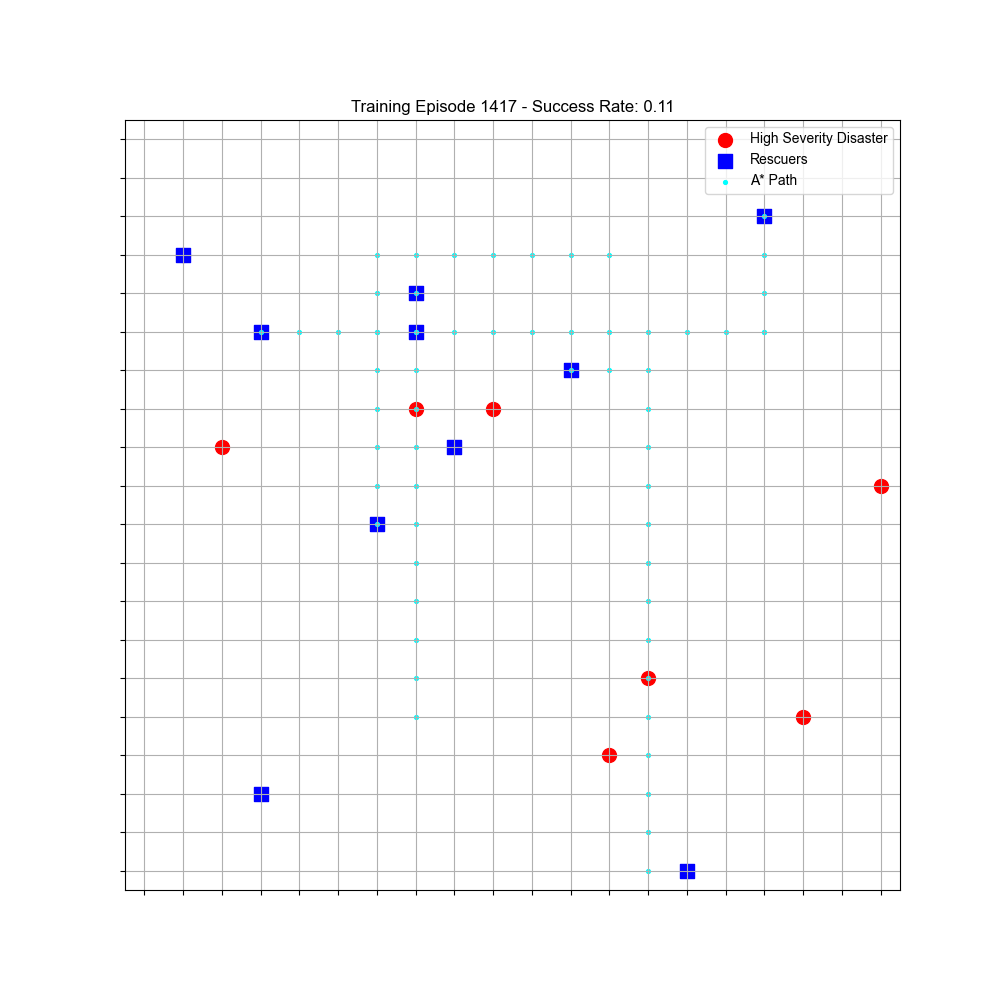 Training Episode 1417 - Success Rate: 0.11
High Severity Disaster
Rescuers
A* Path